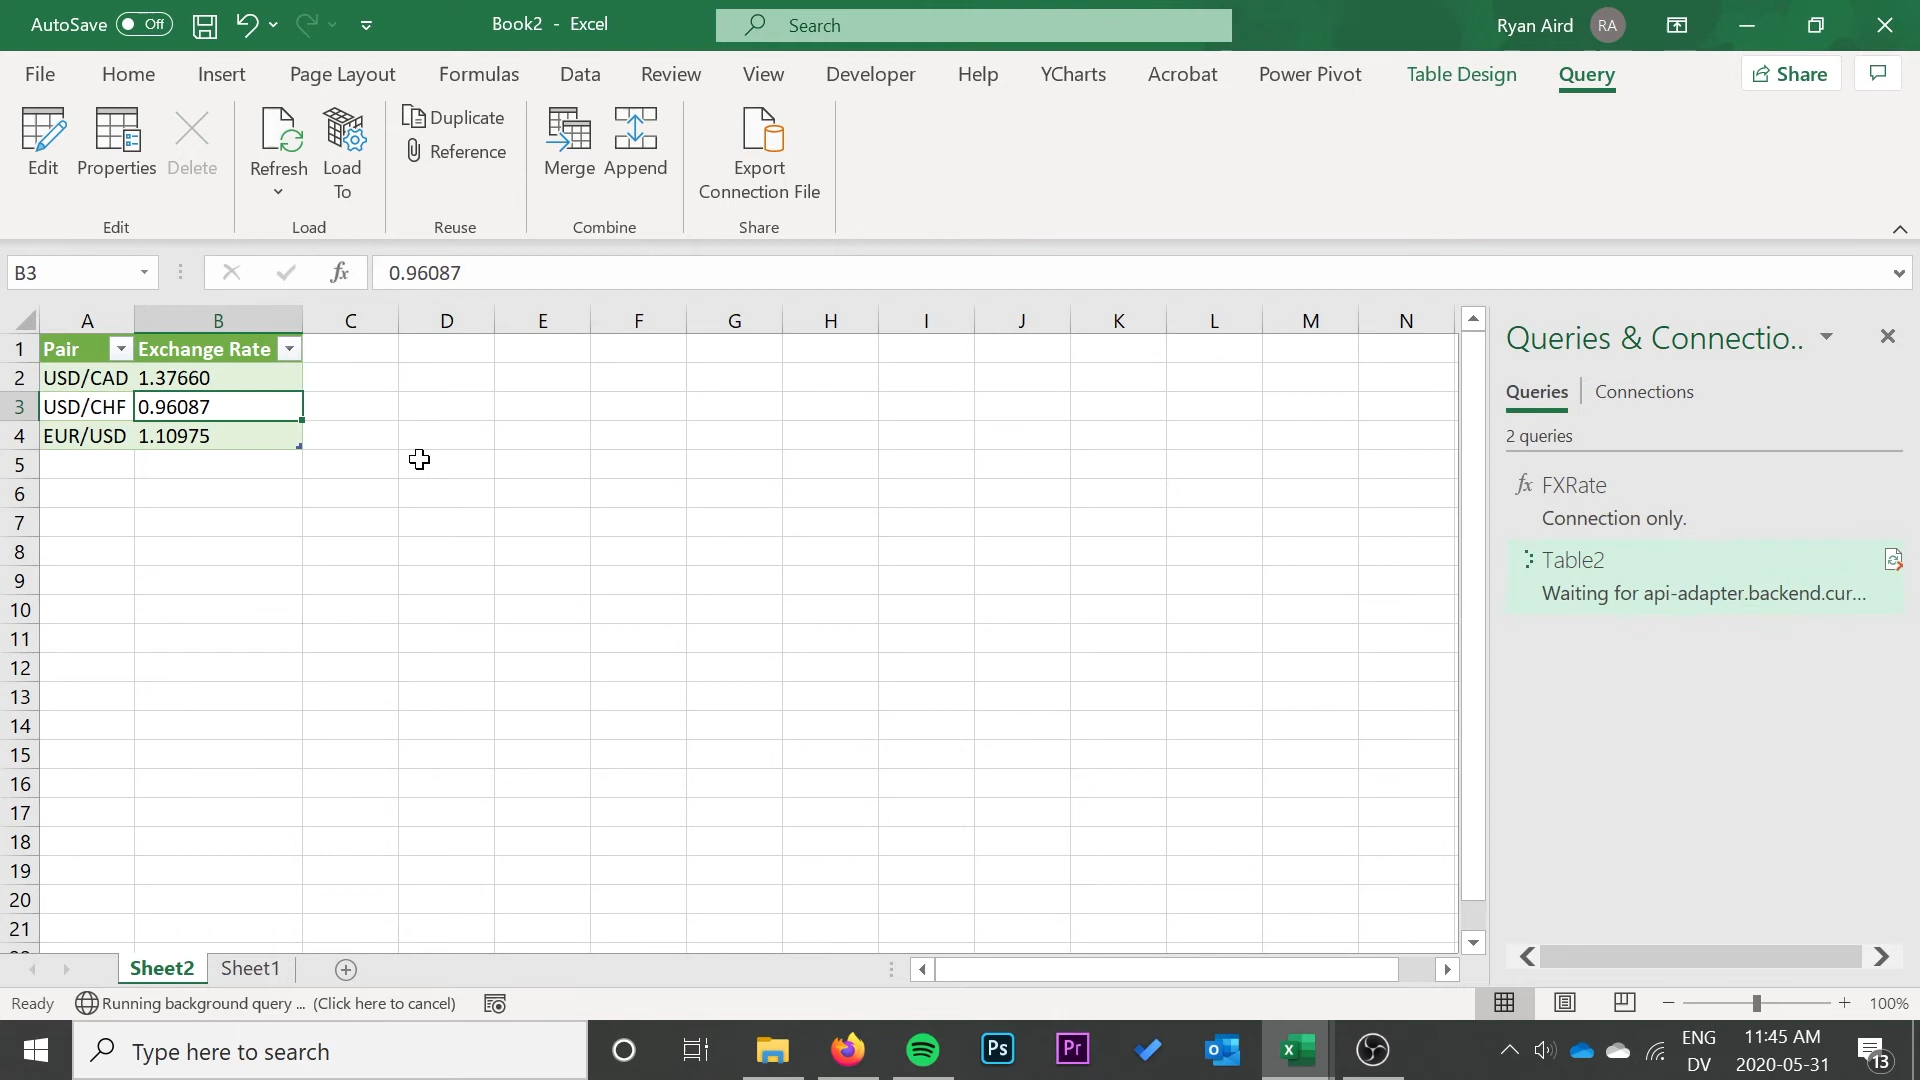 AutoSave Off
Book2 - Excel
Search
Ryan Aird RA
File Home Insert Page Layout Formulas Data Review View Developer Help YCharts Acrobat Power Pivot Table Design Query Share
Edit Properties Delete
Edit
Refresh Load To
Load
Duplicate
Reference
Reuse
Merge Append
Combine
Export
Connection File
Share
B3 fx 0.96087
A B C D E F G H I J K L M N
1 Pair Exchange Rate
2 USD/CAD 1.37660
3 USD/CHF 0.96087
4 EUR/USD 1.10975
5
6
7
8
9
10
11
12
13
14
15
16
17
18
19
20
21
Queries & Connectio..
Queries Connections
2 queries
fx FXRate
Connection only.
Table2
Waiting for api-adapter.backend.cur...
Sheet2 Sheet1
Ready Running background query ... (Click here to cancel) 100%
Type here to search
Ps Pr
ENG 11:45 AM
DV 2020-05-31 13